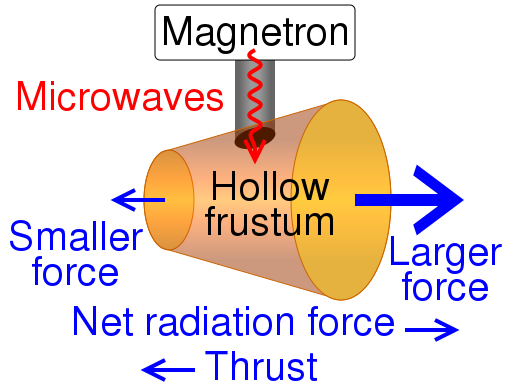 Magnetron
Microwaves
Hollow
frustum
Smaller
force
Larger
force
Net radiation force
Thrust